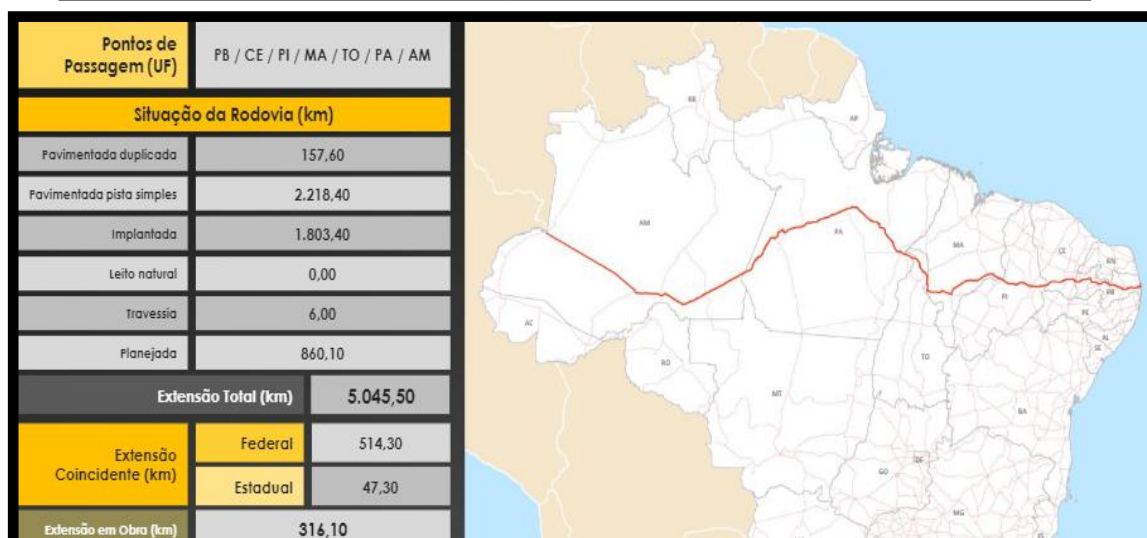 Pontos de
Passagem (UF)
PB / CE / PI / MA / TO / PA / AM
Situação da Rodovia (km)
Pavimentada duplicada 157,60
Pavimentada pista simples 2.218,40
Implantada 1.803,40
Leito natural 0,00
Travessia 6,00
Planejada 860,10
Extensão Total (km) 5.045,50
Extensão
Coincidente (km)
Federal 514,30
Estadual 47,30
Extensão em Obra (km) 316,10
RR
AP
AM
PA
MA
CE
RN
PB
PI
PE
AL
SE
AC
RO
TO
MT
BA
GO
DF
MG
ES